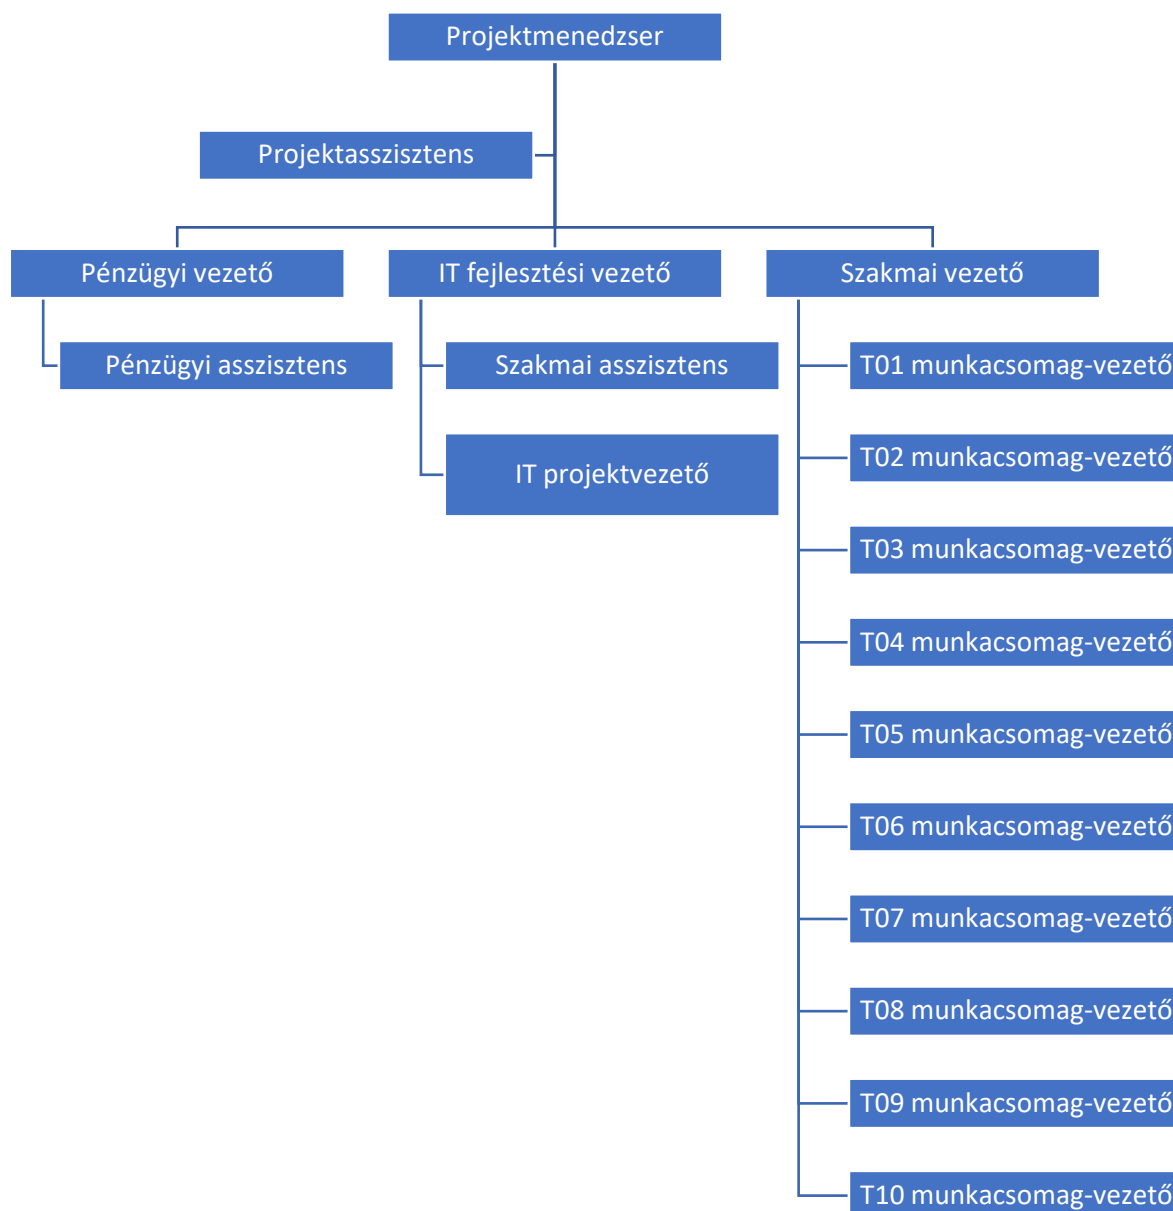 Projektmenedzser
Projektasszisztens
Pénzügyi vezető
IT fejlesztési vezető
Szakmai vezető
Pénzügyi asszisztens
Szakmai asszisztens
IT projektvezető
T01 munkacsomag-vezető
T02 munkacsomag-vezető
T03 munkacsomag-vezető
T04 munkacsomag-vezető
T05 munkacsomag-vezető
T06 munkacsomag-vezető
T07 munkacsomag-vezető
T08 munkacsomag-vezető
T09 munkacsomag-vezető
T10 munkacsomag-vezető